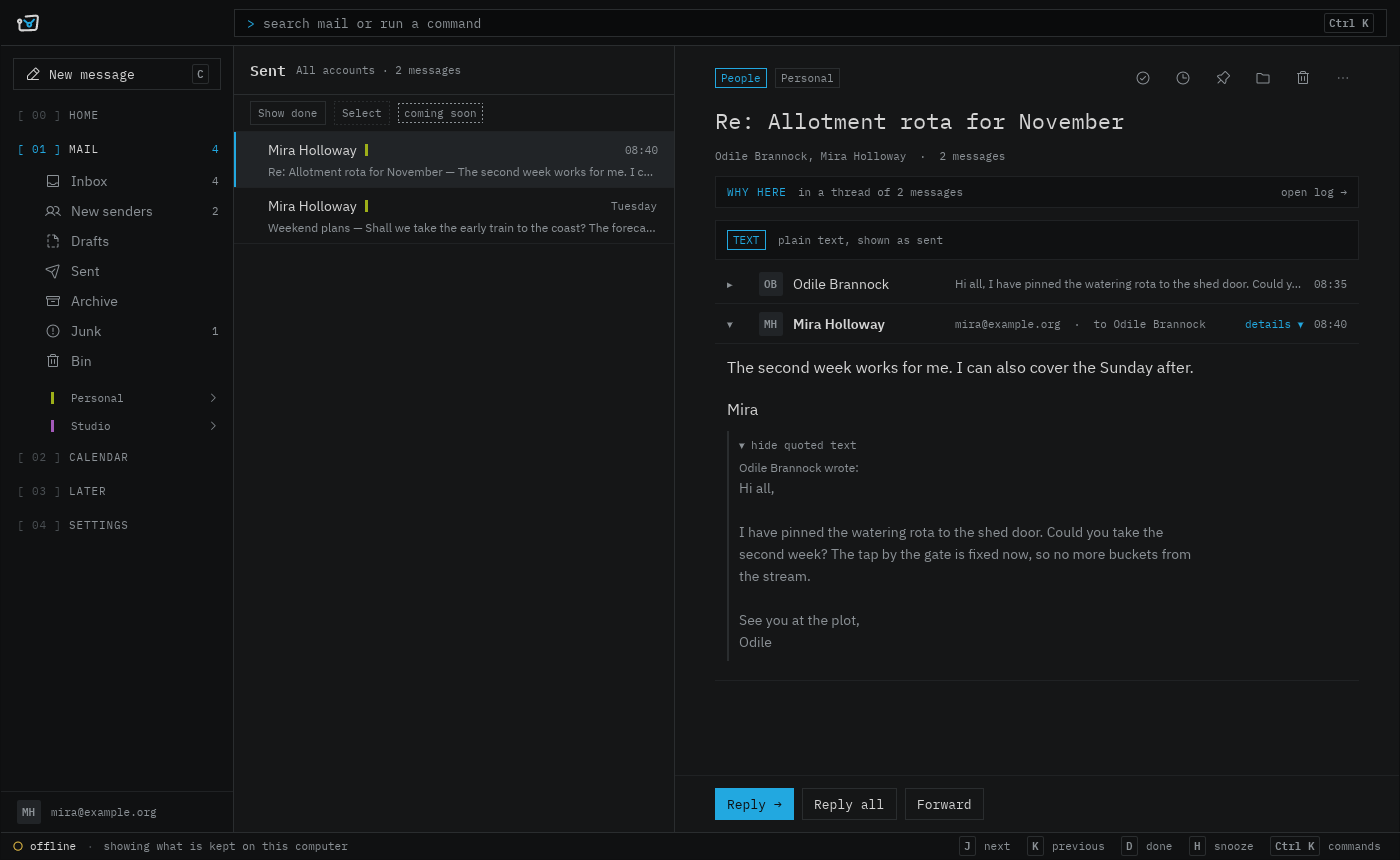 > search mail or run a command
Ctrl K
New message
C
[ 00 ] HOME
[ 01 ] MAIL 4
Inbox 4
New senders 2
Drafts
Sent
Archive
Junk 1
Bin
Personal
Studio
[ 02 ] CALENDAR
[ 03 ] LATER
[ 04 ] SETTINGS
MH mira@example.org
Sent All accounts · 2 messages
Show done Select coming soon
Mira Holloway 08:40
Re: Allotment rota for November — The second week works for me. I c…
Mira Holloway Tuesday
Weekend plans — Shall we take the early train to the coast? The foreca…
People Personal
Re: Allotment rota for November
Odile Brannock, Mira Holloway · 2 messages
WHY HERE in a thread of 2 messages open log →
TEXT plain text, shown as sent
▸ OB Odile Brannock Hi all, I have pinned the watering rota to the shed door. Could y… 08:35
▾ MH Mira Holloway mira@example.org · to Odile Brannock details ▾ 08:40
The second week works for me. I can also cover the Sunday after.
Mira
▾ hide quoted text
Odile Brannock wrote:
Hi all,
I have pinned the watering rota to the shed door. Could you take the
second week? The tap by the gate is fixed now, so no more buckets from
the stream.
See you at the plot,
Odile
Reply → Reply all Forward
offline · showing what is kept on this computer
J next K previous D done H snooze Ctrl K commands